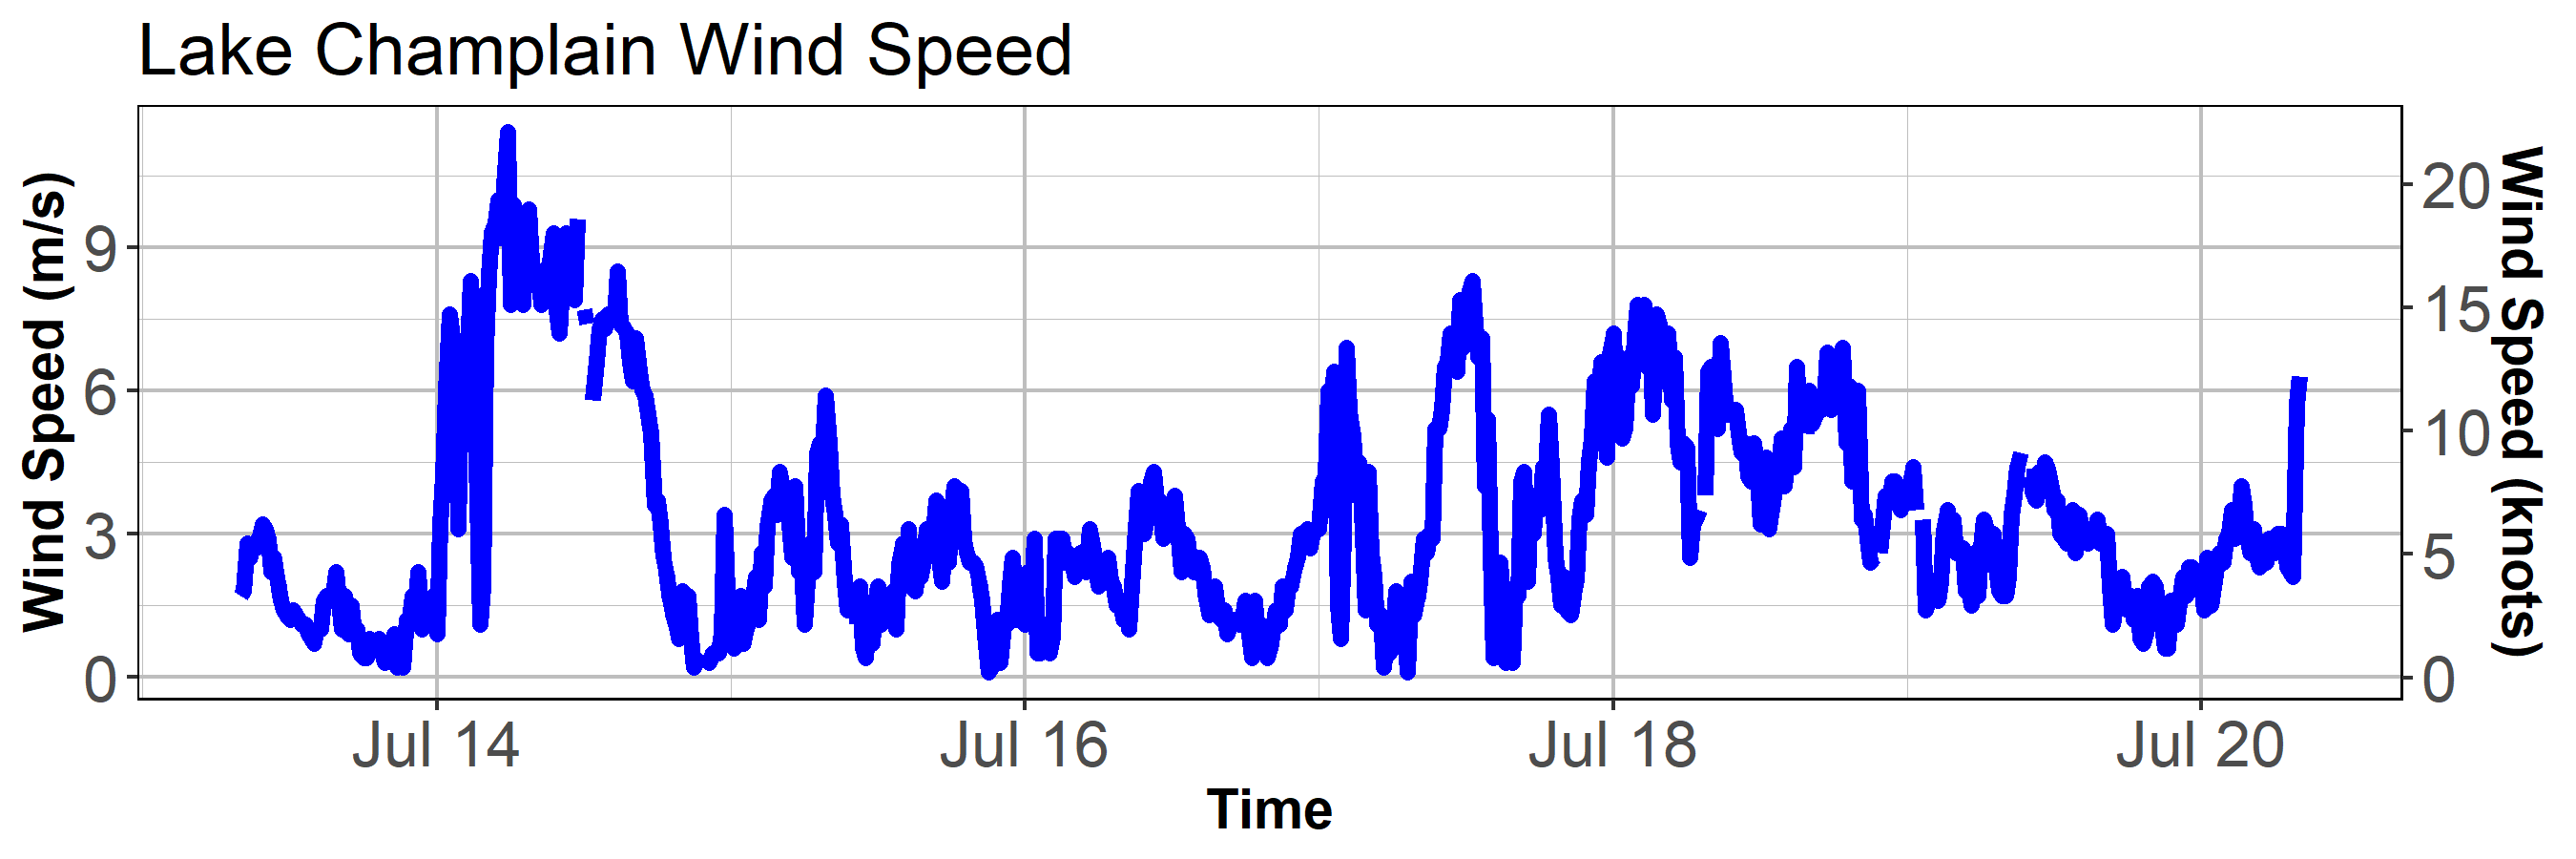 Lake Champlain Wind Speed
Wind Speed (m/s)
9
6
3
0
20
15
10
5
0
Wind Speed (knots)
Jul 14
Jul 16
Jul 18
Jul 20
Time